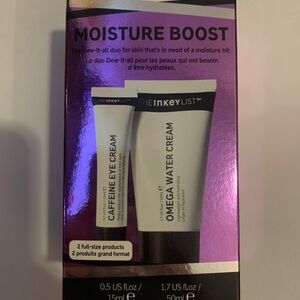 MOISTURE BOOST
The dew-it-all duo for skin that's in need of a moisture hit.
Le duo Dew-it-all pour les peaux qui ont besoin
d'être hydratées.
THE INKEY LIST™
CAFFEINE EYE CREAM
THE INKEY LIST™
OMEGA WATER CREAM
2 full-size products
2 produits grand format
0.5 US fl.oz /
15ml e
1.7 US fl.oz /
50ml e